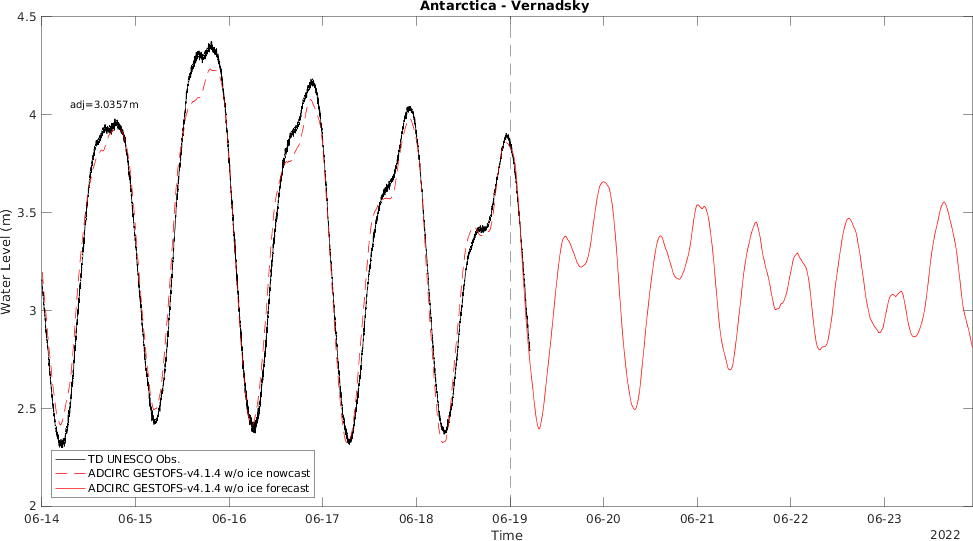 Antarctica - Vernadsky
4.5
adj=3.0357m
4
3.5
Water Level (m)
3
2.5
TD UNESCO Obs.
ADCIRC GESTOFS-v4.1.4 w/o ice nowcast
ADCIRC GESTOFS-v4.1.4 w/o ice forecast
2
06-14 06-15 06-16 06-17 06-18 06-19 06-20 06-21 06-22 06-23
Time
2022